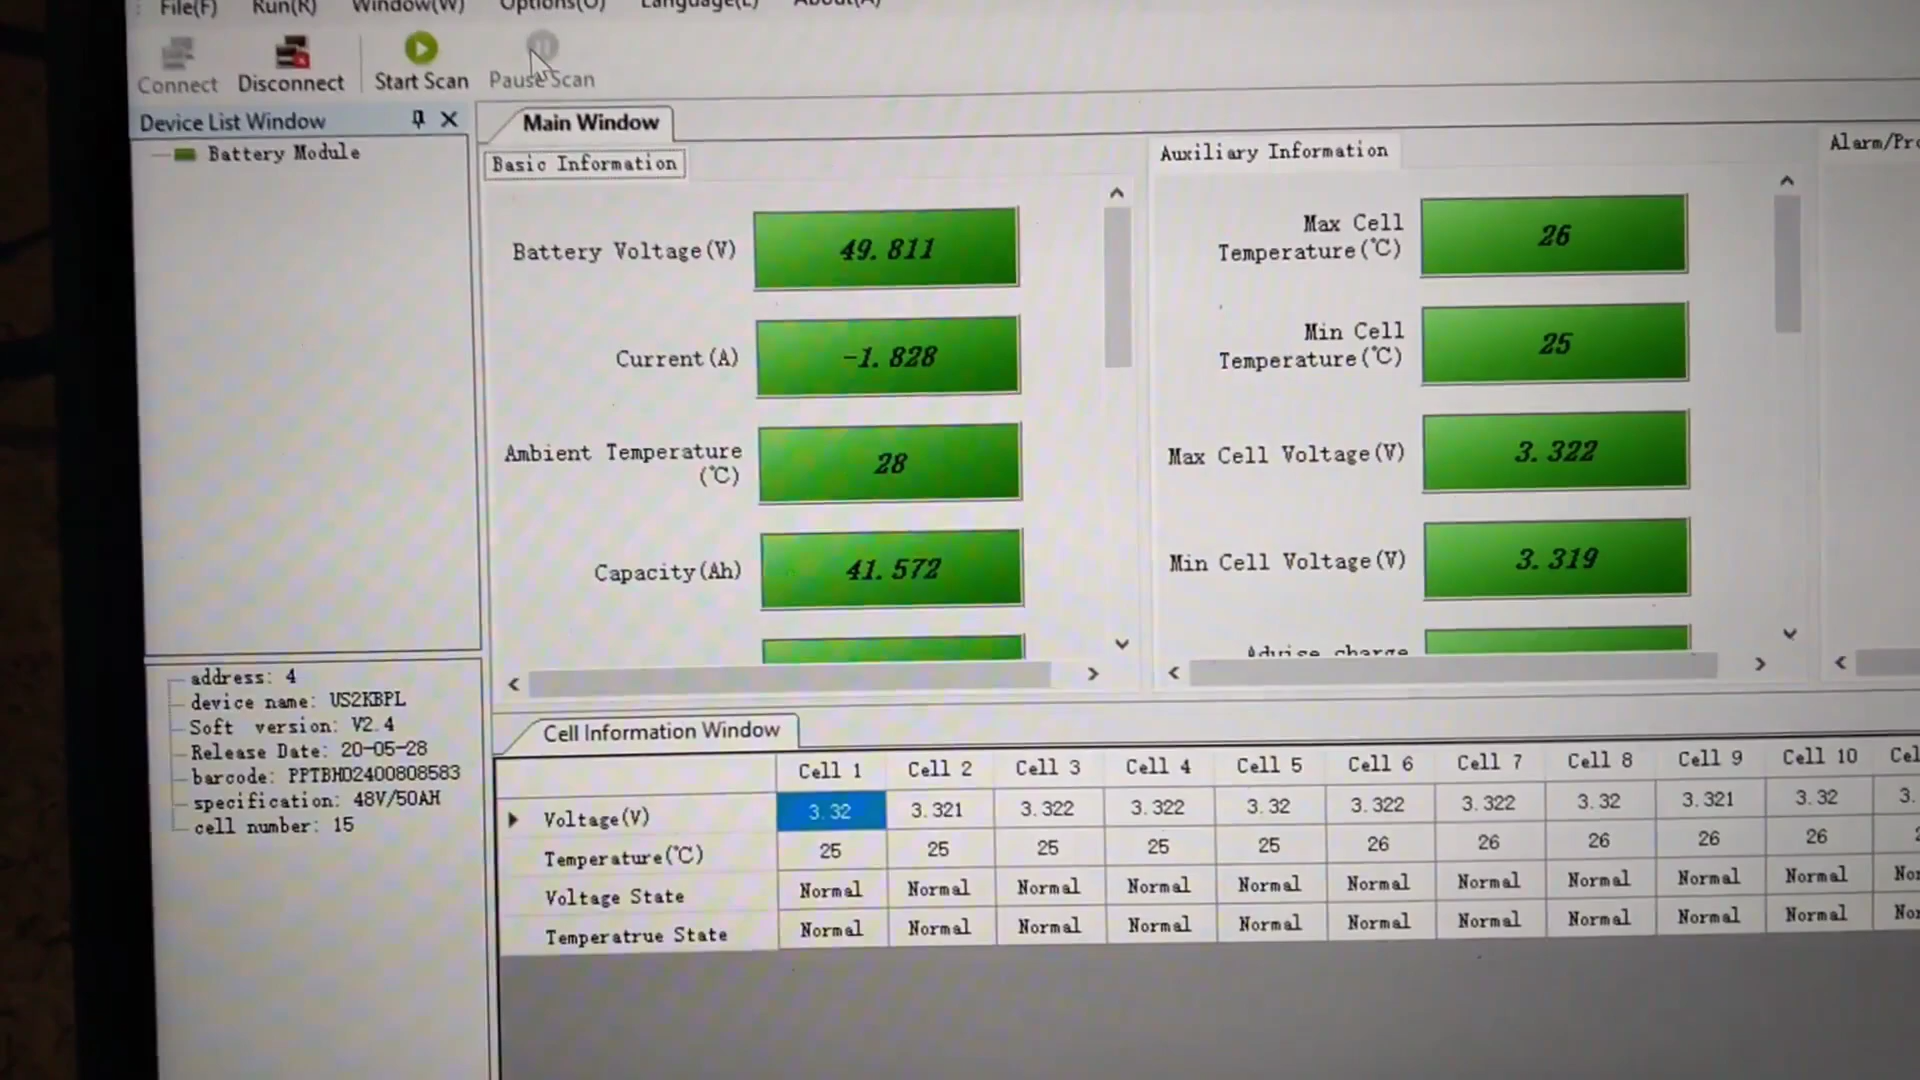 File(F) Run(R) Window(W) Options(O) Language(L) About(A)
Connect Disconnect Start Scan Pause Scan
Device List Window
Battery Module
Main Window
Basic Information
Battery Voltage(V) 49.811
Current(A) -1.828
Ambient Temperature (℃) 28
Capacity(Ah) 41.572
Auxiliary Information
Max Cell Temperature(℃) 26
Min Cell Temperature(℃) 25
Max Cell Voltage(V) 3.322
Min Cell Voltage(V) 3.319
Advise charge
address: 4
device name: US2KBPL
Soft version: V2.4
Release Date: 20-05-28
barcode: PPTBH02400808583
specification: 48V/50AH
cell number: 15
Cell Information Window
Cell 1 Cell 2 Cell 3 Cell 4 Cell 5 Cell 6 Cell 7 Cell 8 Cell 9 Cell 10
Voltage(V) 3.32 3.321 3.322 3.322 3.32 3.322 3.322 3.32 3.321 3.32
Temperature(℃) 25 25 25 25 25 26 26 26 26 26
Voltage State Normal Normal Normal Normal Normal Normal Normal Normal Normal Normal
Temperatrue State Normal Normal Normal Normal Normal Normal Normal Normal Normal Normal